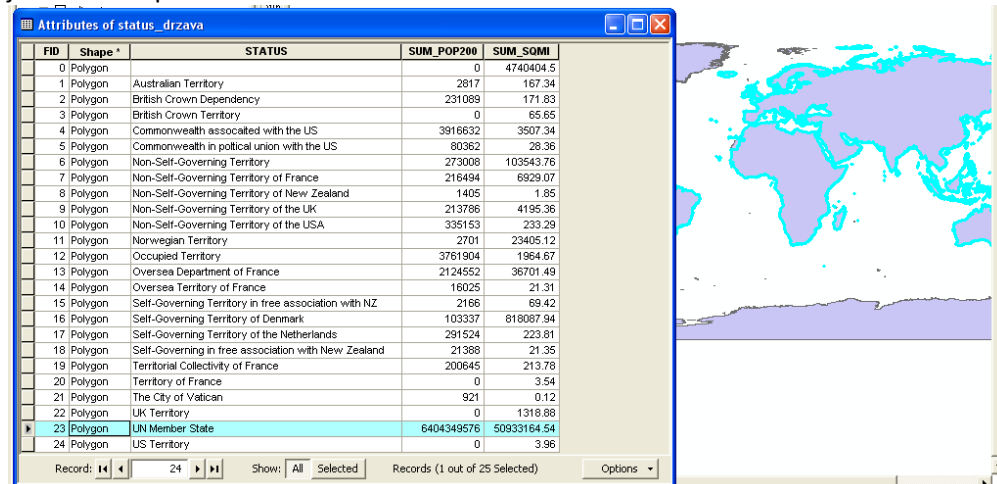 Attributes of status_drzava
FID Shape * STATUS SUM_POP200 SUM_SQMI
0 Polygon 0 4740404.5
1 Polygon Australian Territory 2817 167.34
2 Polygon British Crown Dependency 231089 171.83
3 Polygon British Crown Territory 0 65.65
4 Polygon Commonwealth assocaited with the US 3916632 3507.34
5 Polygon Commonwealth in poltical union with the US 80362 28.36
6 Polygon Non-Self-Governing Territory 273008 103543.76
7 Polygon Non-Self-Governing Territory of France 216494 6929.07
8 Polygon Non-Self-Governing Territory of New Zealand 1405 1.85
9 Polygon Non-Self-Governing Territory of the UK 213786 4195.36
10 Polygon Non-Self-Governing Territory of the USA 335153 233.29
11 Polygon Norwegian Territory 2701 23405.12
12 Polygon Occupied Territory 3761904 1964.67
13 Polygon Oversea Department of France 2124552 36701.49
14 Polygon Oversea Territory of France 16025 21.31
15 Polygon Self-Governing Territory in free association with NZ 2166 69.42
16 Polygon Self-Governing Territory of Denmark 103337 818087.94
17 Polygon Self-Governing Territory of the Netherlands 291524 223.81
18 Polygon Self-Governing in free association with New Zealand 21388 21.35
19 Polygon Territorial Collectivity of France 200645 213.78
20 Polygon Territory of France 0 3.54
21 Polygon The City of Vatican 921 0.12
22 Polygon UK Territory 0 1318.88
23 Polygon UN Member State 6404349576 50933164.54
24 Polygon US Territory 0 3.96
Record: 24 Show: All Selected Records (1 out of 25 Selected) Options